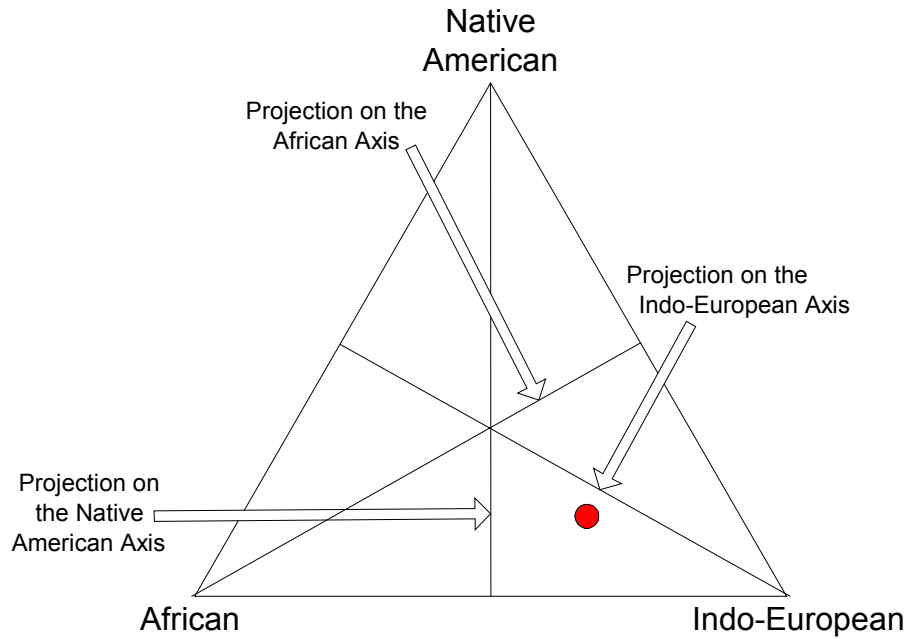 Native
American
Projection on the
African Axis
Projection on the
Indo-European Axis
Projection on
the Native
American Axis
African
Indo-European